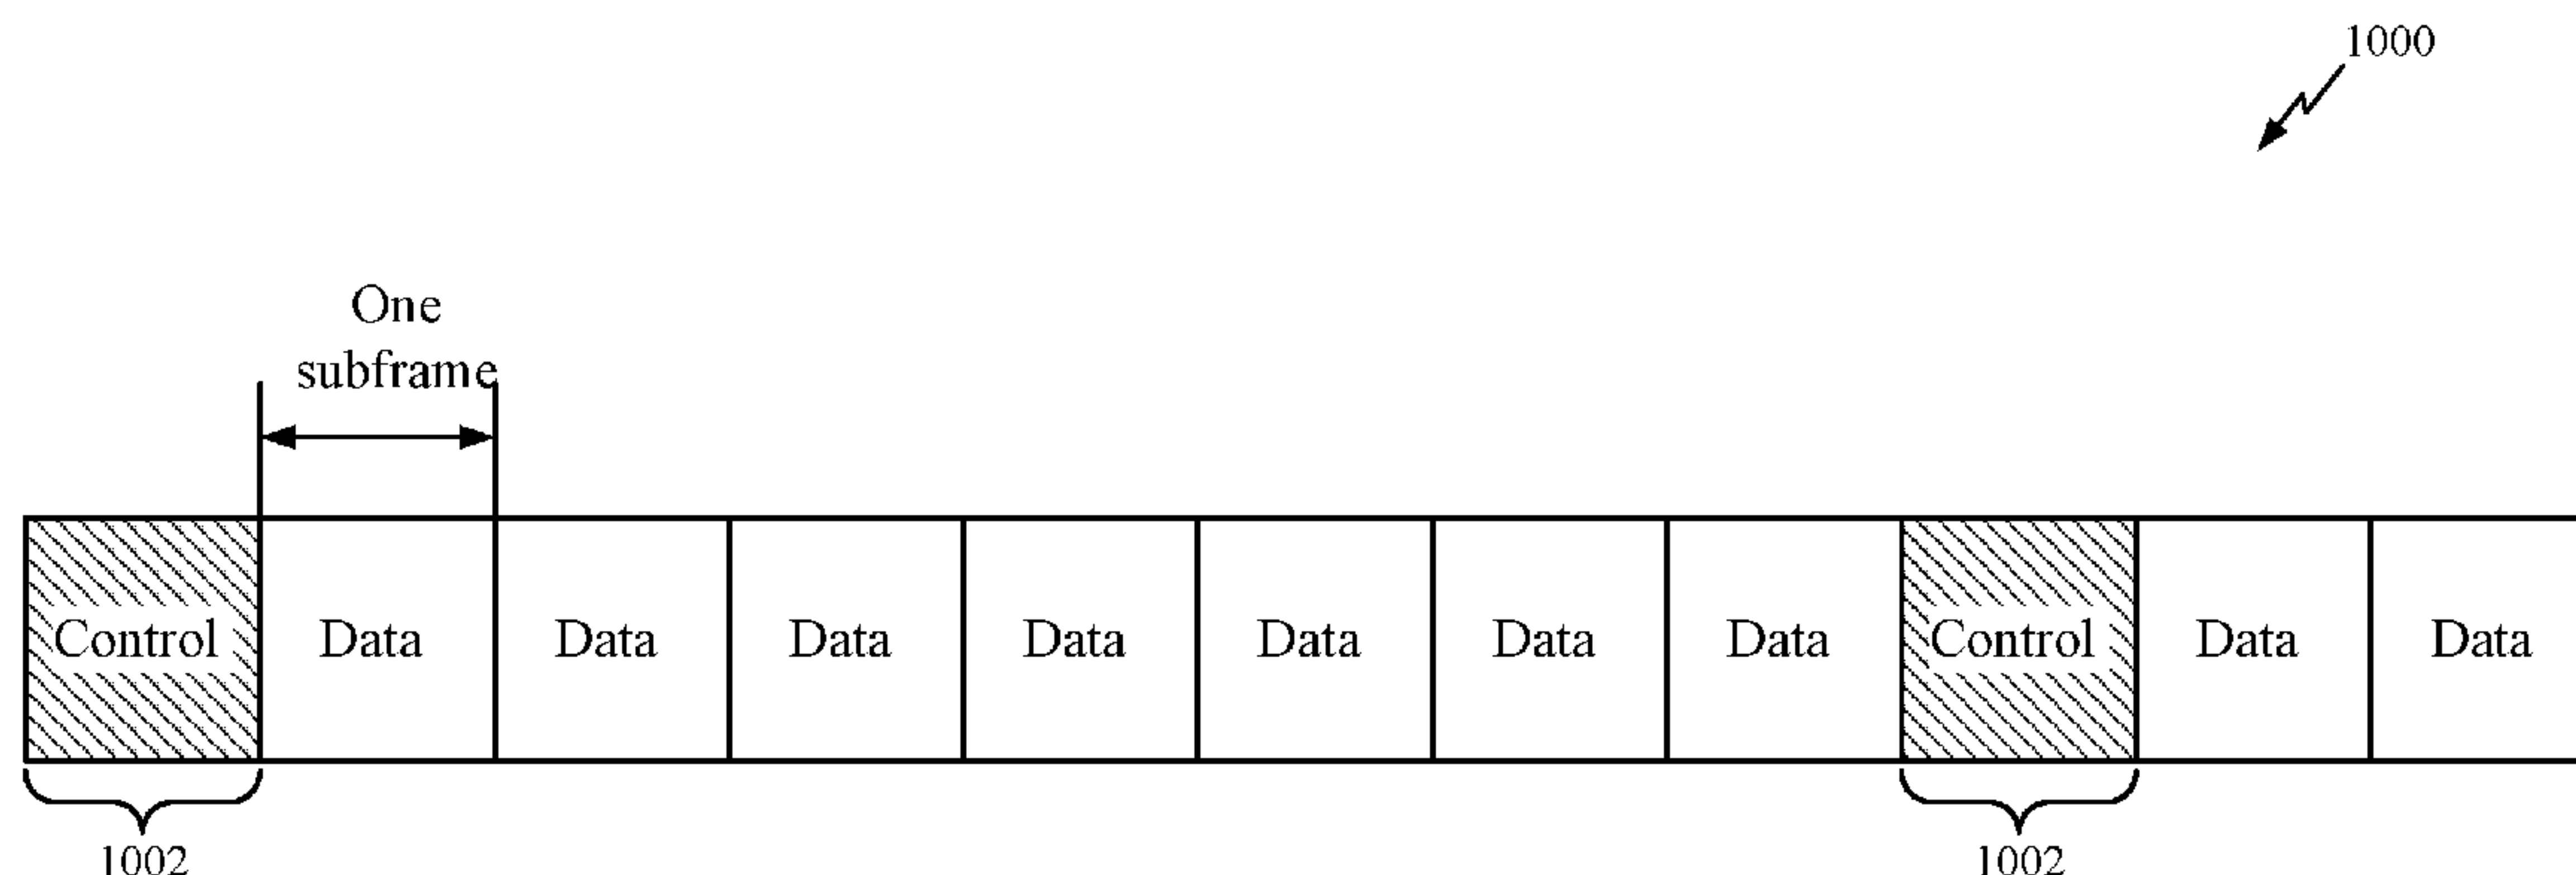 1000
One
subframe
Control Data Data Data Data Data Data Data Control Data Data
1002 1002